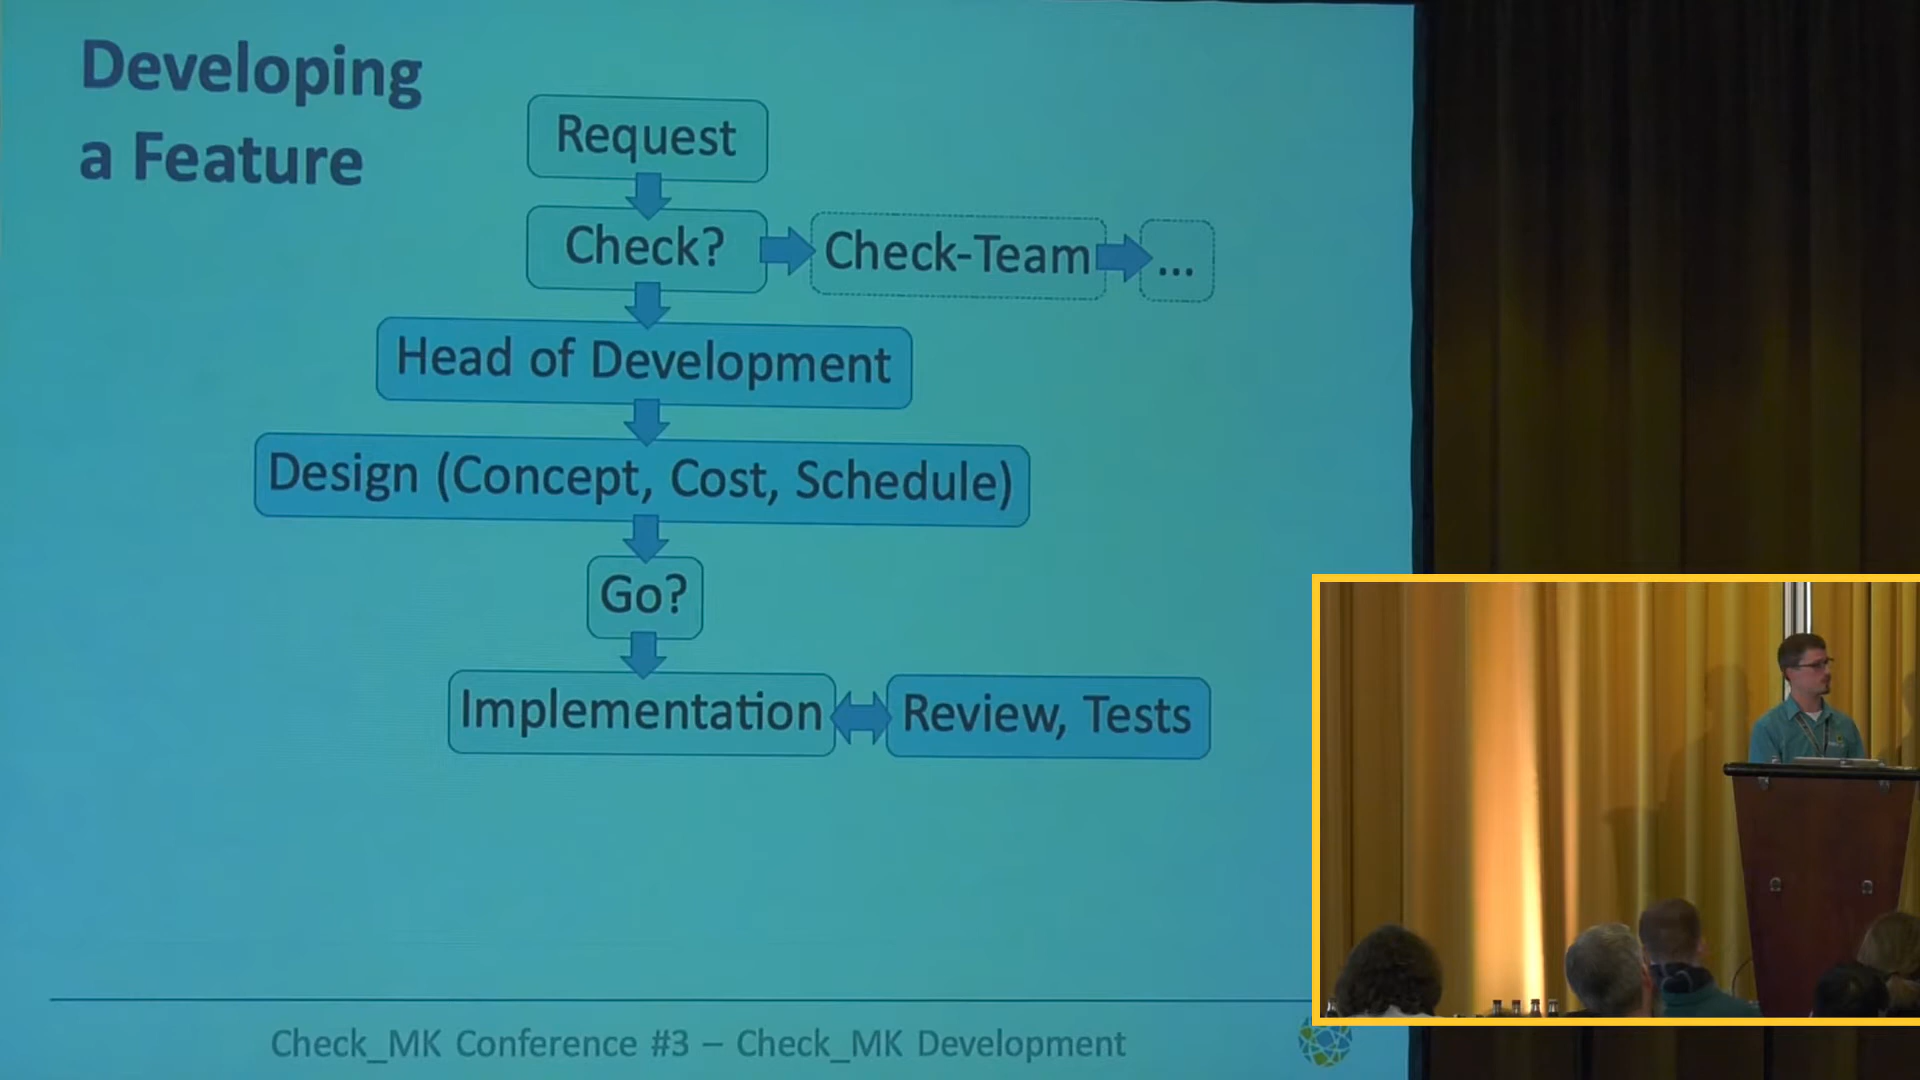 Developing
a Feature
Request
Check?
Check-Team
...
Head of Development
Design (Concept, Cost, Schedule)
Go?
Implementation
Review, Tests
Check_MK Conference #3 – Check_MK Development